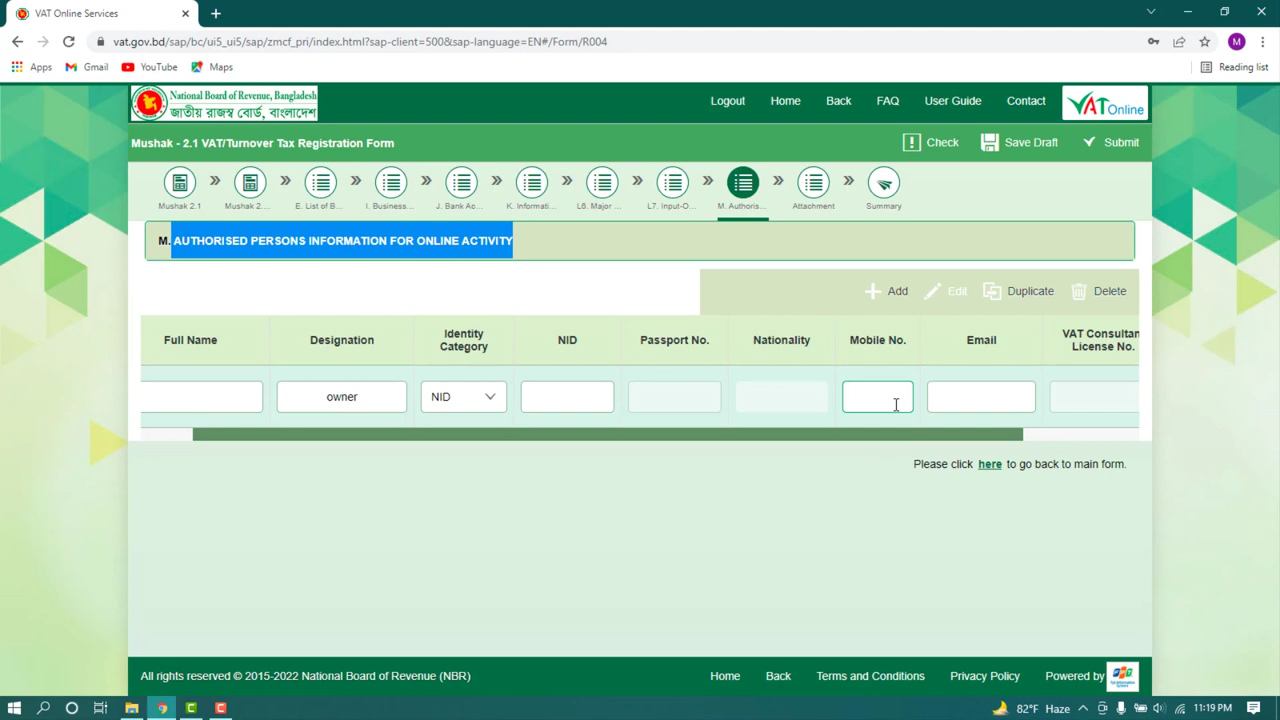 VAT Online Services
vat.gov.bd/sap/bc/ui5_ui5/sap/zmcf_pri/index.html?sap-client=500&sap-language=EN#/Form/R004
M
Apps Gmail YouTube Maps Reading list
National Board of Revenue, Bangladesh
জাতীয় রাজস্ব বোর্ড, বাংলাদেশ
Logout Home Back FAQ User Guide Contact
VAT Online
Mushak - 2.1 VAT/Turnover Tax Registration Form
Check Save Draft Submit
Mushak 2.1 Mushak 2.... E. List of B... I. Business... J. Bank Ac... K. Informati... L6. Major ... L7. Input-O... M. Authoris... Attachment Summary
M. AUTHORISED PERSONS INFORMATION FOR ONLINE ACTIVITY
Add Edit Duplicate Delete
Full Name Designation Identity Category NID Passport No. Nationality Mobile No. Email VAT Consultan License No.
owner NID
Please click here to go back to main form.
All rights reserved © 2015-2022 National Board of Revenue (NBR)
Home Back Terms and Conditions Privacy Policy Powered by
82°F Haze 11:19 PM